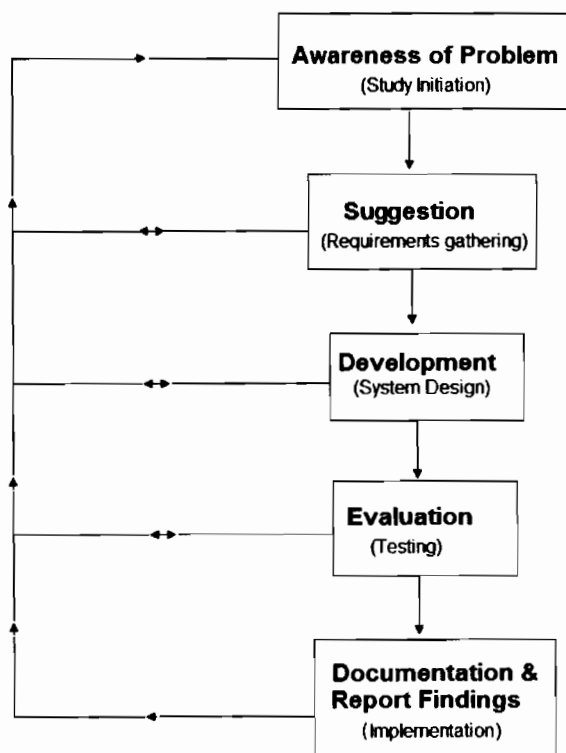 Awareness of Problem
(Study Initiation)
Suggestion
(Requirements gathering)
Development
(System Design)
Evaluation
(Testing)
Documentation &
Report Findings
(Implementation)